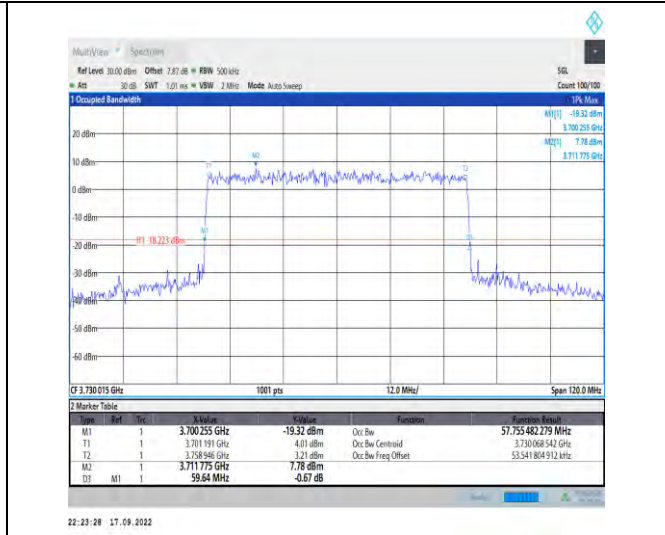 MultiView Spectrum
Ref Level 30.00 dBm Offset 7.87 dB RBW 500 kHz SGL
Att 30 dB SWT 1.01 ms VBW 2 MHz Mode Auto Sweep Count 100/100
1 Occupied Bandwidth 1Pk Max
M1[1] -19.32 dBm
3.700 255 GHz
M2[1] 7.78 dBm
3.711 775 GHz
20 dBm
10 dBm
M2
T1
T2
0 dBm
-10 dBm
M1
D3
-20 dBm
H1 -18.223 dBm
-30 dBm
-40 dBm
-50 dBm
-60 dBm
CF 3.730 015 GHz 1001 pts 12.0 MHz/ Span 120.0 MHz
2 Marker Table
Type Ref Trc X-Value Y-Value Function Function Result
M1 1 3.700 255 GHz -19.32 dBm Occ Bw 57.755 482 279 MHz
T1 1 3.701 191 GHz 4.01 dBm Occ Bw Centroid 3.730 068 542 GHz
T2 1 3.758 946 GHz 3.21 dBm Occ Bw Freq Offset 53.541 804 912 kHz
M2 1 3.711 775 GHz 7.78 dBm
D3 M1 1 59.64 MHz -0.67 dB
22:23:28 17.09.2022